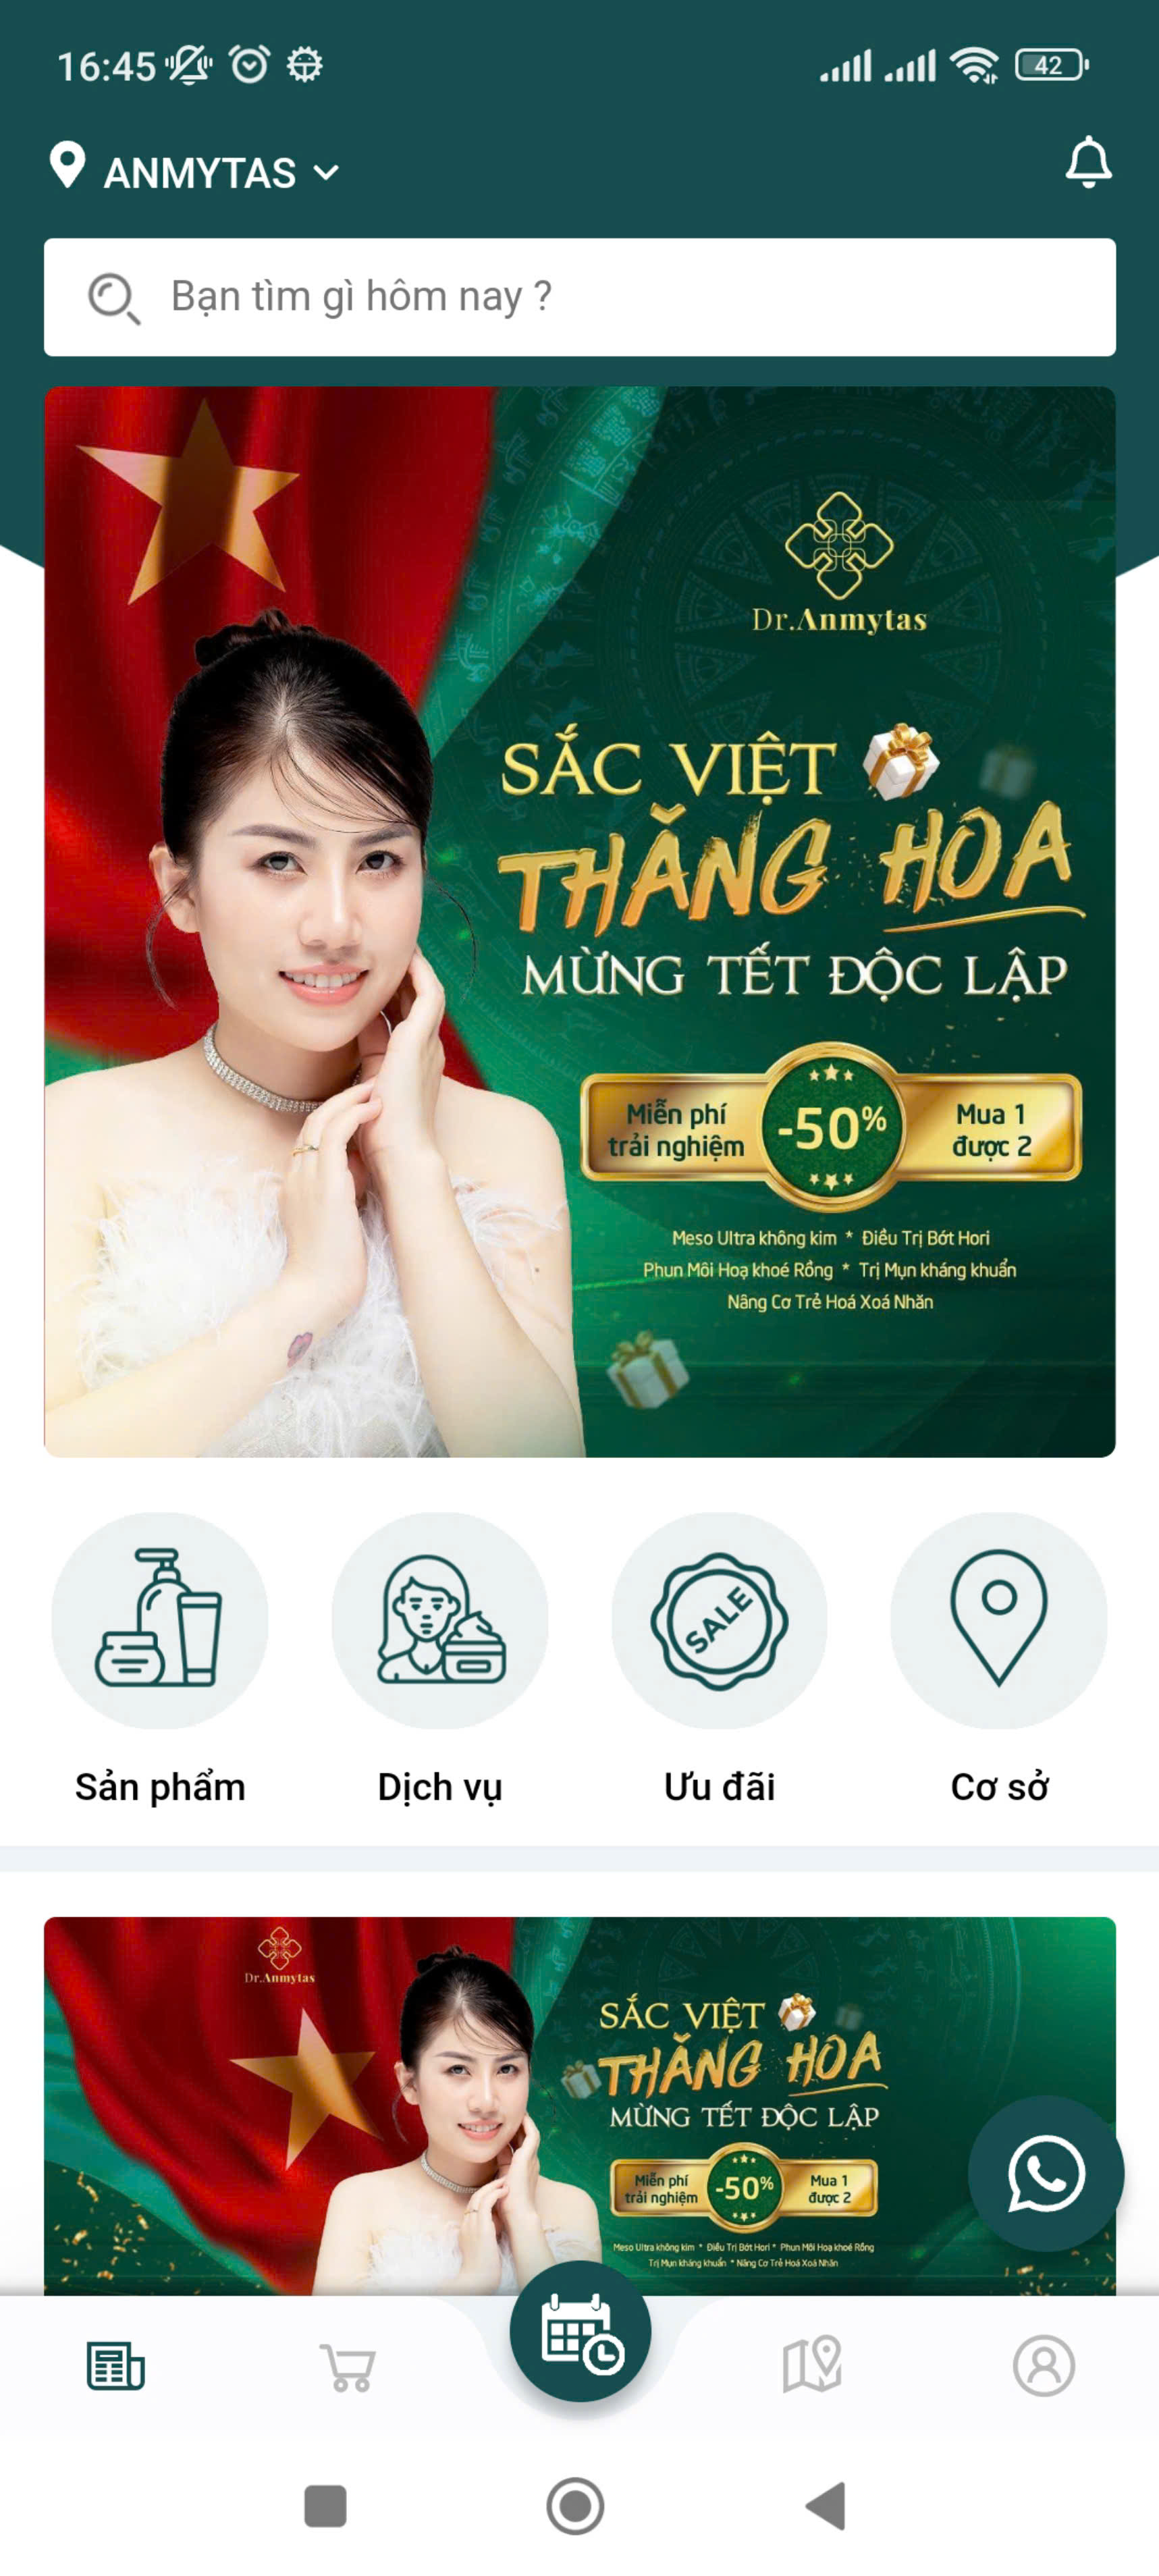 16:45
42
ANMYTAS
Bạn tìm gì hôm nay ?
Dr.Anmytas
SẮC VIỆT
THĂNG HOA
MỪNG TẾT ĐỘC LẬP
Miễn phí
trải nghiệm
-50%
Mua 1
được 2
Meso Ultra không kim * Điều Trị Bớt Hori
Phun Môi Hoạ khoé Rồng * Trị Mụn kháng khuẩn
Nâng Cơ Trẻ Hoá Xoá Nhăn
SALE
Sản phẩm
Dịch vụ
Ưu đãi
Cơ sở
Dr.Anmytas
SẮC VIỆT
THĂNG HOA
MỪNG TẾT ĐỘC LẬP
Miễn phí
trải nghiệm
-50%
Mua 1
được 2
Meso Ultra không kim * Điều Trị Bớt Hori * Phun Môi Hoạ khoé Rồng
Trị Mụn kháng khuẩn * Nâng Cơ Trẻ Hoá Xoá Nhăn